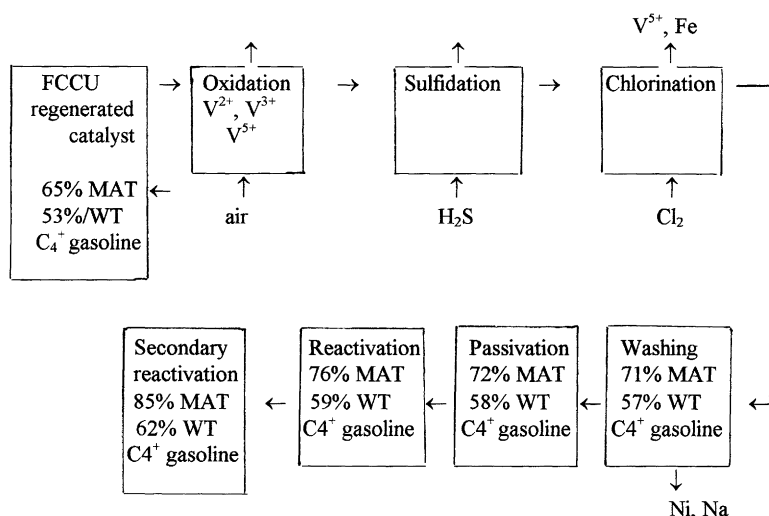 V⁵⁺, Fe
FCCU
regenerated
catalyst
65% MAT
53%/WT
C₄⁺ gasoline
Oxidation
V²⁺, V³⁺
V⁵⁺
air
Sulfidation
H₂S
Chlorination
Cl₂
Secondary
reactivation
85% MAT
62% WT
C4⁺ gasoline
Reactivation
76% MAT
59% WT
C4⁺ gasoline
Passivation
72% MAT
58% WT
C4⁺ gasoline
Washing
71% MAT
57% WT
C4⁺ gasoline
Ni, Na